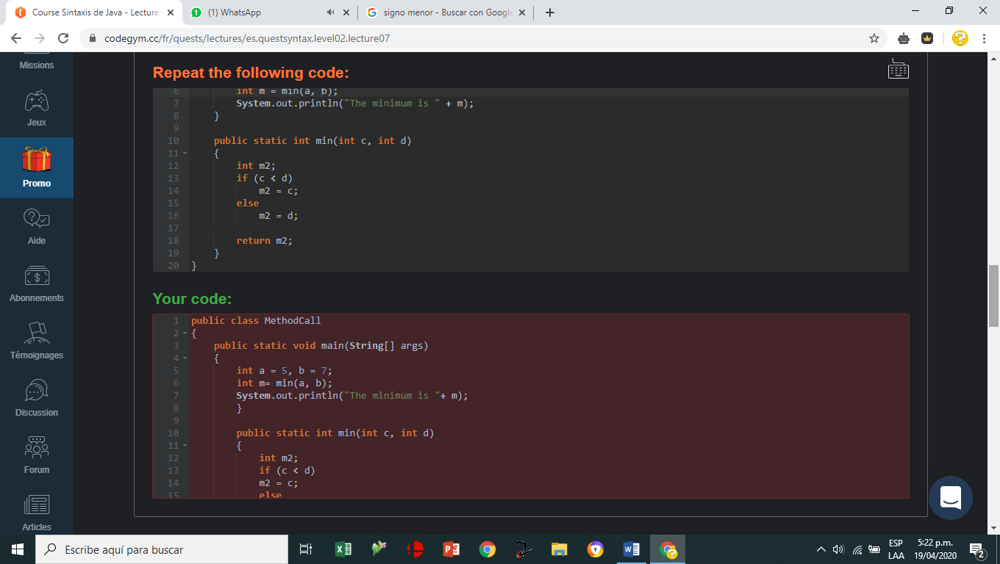 Course Sintaxis de Java - Lecture
(1) WhatsApp
signo menor - Buscar con Google
codegym.cc/fr/quests/lectures/es.questsyntax.level02.lecture07
Missions
Jeux
Promo
Aide
Abonnements
Témoignages
Discussion
Forum
Articles
Repeat the following code:
6 int m = min(a, b);
7 System.out.println("The minimum is " + m);
8 }
9
10 public static int min(int c, int d)
11 {
12 int m2;
13 if (c < d)
14 m2 = c;
15 else
16 m2 = d;
17
18 return m2;
19 }
20 }
Your code:
1 public class MethodCall
2 {
3 public static void main(String[] args)
4 {
5 int a = 5, b = 7;
6 int m= min(a, b);
7 System.out.println("The minimum is "+ m);
8 }
9
10 public static int min(int c, int d)
11 {
12 int m2;
13 if (c < d)
14 m2 = c;
15 else
Escribe aquí para buscar
ESP
LAA
5:22 p.m.
19/04/2020
2